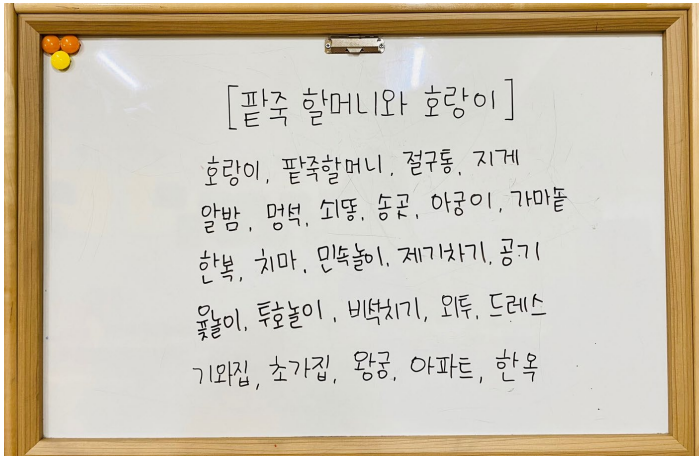 [팥죽 할머니와 호랑이]
호랑이, 팥죽할머니, 절구통, 지게
알밤, 멍석, 쇠똥, 송곳, 아궁이, 가마솥
한복, 치마, 민속놀이, 제기차기, 공기
윷놀이, 투호놀이, 비석치기, 외투, 드레스
기와집, 초가집, 왕궁, 아파트, 한옥